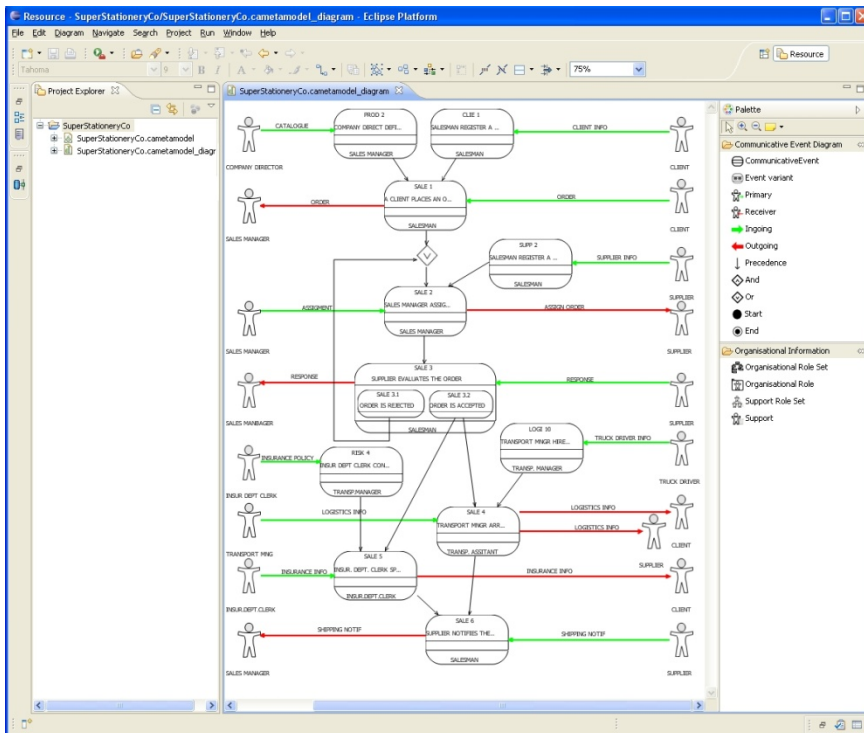 Resource - SuperStationeryCo/SuperStationeryCo.cametamodel_diagram - Eclipse Platform
File Edit Diagram Navigate Search Project Run Window Help
Resource
Tahoma 9 B I A 75%
Project Explorer
SuperStationeryCo
SuperStationeryCo.cametamodel
SuperStationeryCo.cametamodel_diagr
SuperStationeryCo.cametamodel_diagram
COMPANY DIRECTOR
CATALOGUE
PROD 2
COMPANY DIRECT DEFI...
SALES MANAGER
CLIE 1
SALESMAN REGISTER A ...
SALESMAN
CLIENT INFO
CLIENT
SALES MANAGER
ORDER
SALE 1
A CLIENT PLACES AN O...
SALESMAN
ORDER
CLIENT
V
SUPP 2
SALESMAN REGISTER A ...
SALESMAN
SUPPLIER INFO
SUPPLIER
SALES MANAGER
ASSIGMENT
SALE 2
SALES MANAGER ASSIG...
SALES MANAGER
ASSIGN ORDER
SUPPLIER
SALES MANBAGER
RESPONSE
SALE 3
SUPPLIER EVALUATES THE ORDER
SALE 3.1
ORDER IS REJECTED
SALE 3.2
ORDER IS ACCEPTED
SALESMAN
RESPONSE
SUPPLIER
INSUR DEPT CLERK
INSURANCE POLICY
RISK 4
INSUR DEPT CLERK CON...
TRANSP.MANAGER
LOGI 10
TRANSPORT MNGR HIRE...
TRANSP. MANAGER
TRUCK DRIVER INFO
TRUCK DRIVER
TRANSPORT MNG
LOGISTICS INFO
SALE 4
TRANSPORT MNGR ARR...
TRANSP. ASSITANT
LOGISTICS INFO
CLIENT
LOGISTICS INFO
SUPPLIER
INSUR.DEPT.CLERK
INSURANCE INFO
SALE 5
INSUR. DEPT. CLERK SP...
INSUR.DEPT.CLERK
INSURANCE INFO
CLIENT
SALES MANAGER
SHIPPING NOTIF
SALE 6
SUPPLIER NOTIFIES THE...
SALESMAN
SHIPPING NOTIF
SUPPLIER
Palette
Communicative Event Diagram
CommunicativeEvent
Event variant
Primary
Receiver
Ingoing
Outgoing
Precedence
And
Or
Start
End
Organisational Information
Organisational Role Set
Organisational Role
Support Role Set
Support